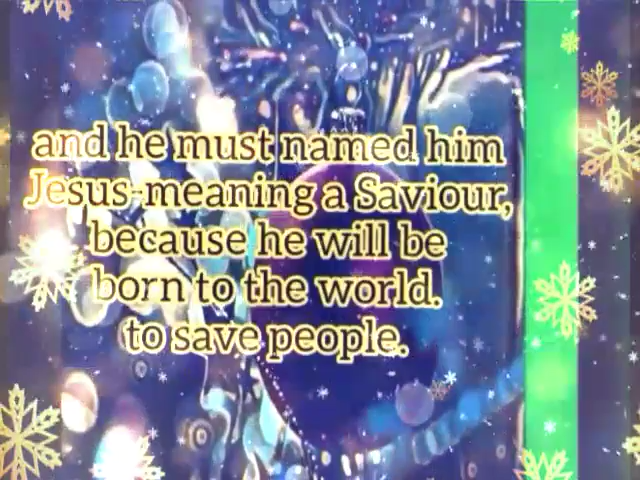 and he must named him
Jesus-meaning a Saviour,
because he will be
born to the world.
to save people.